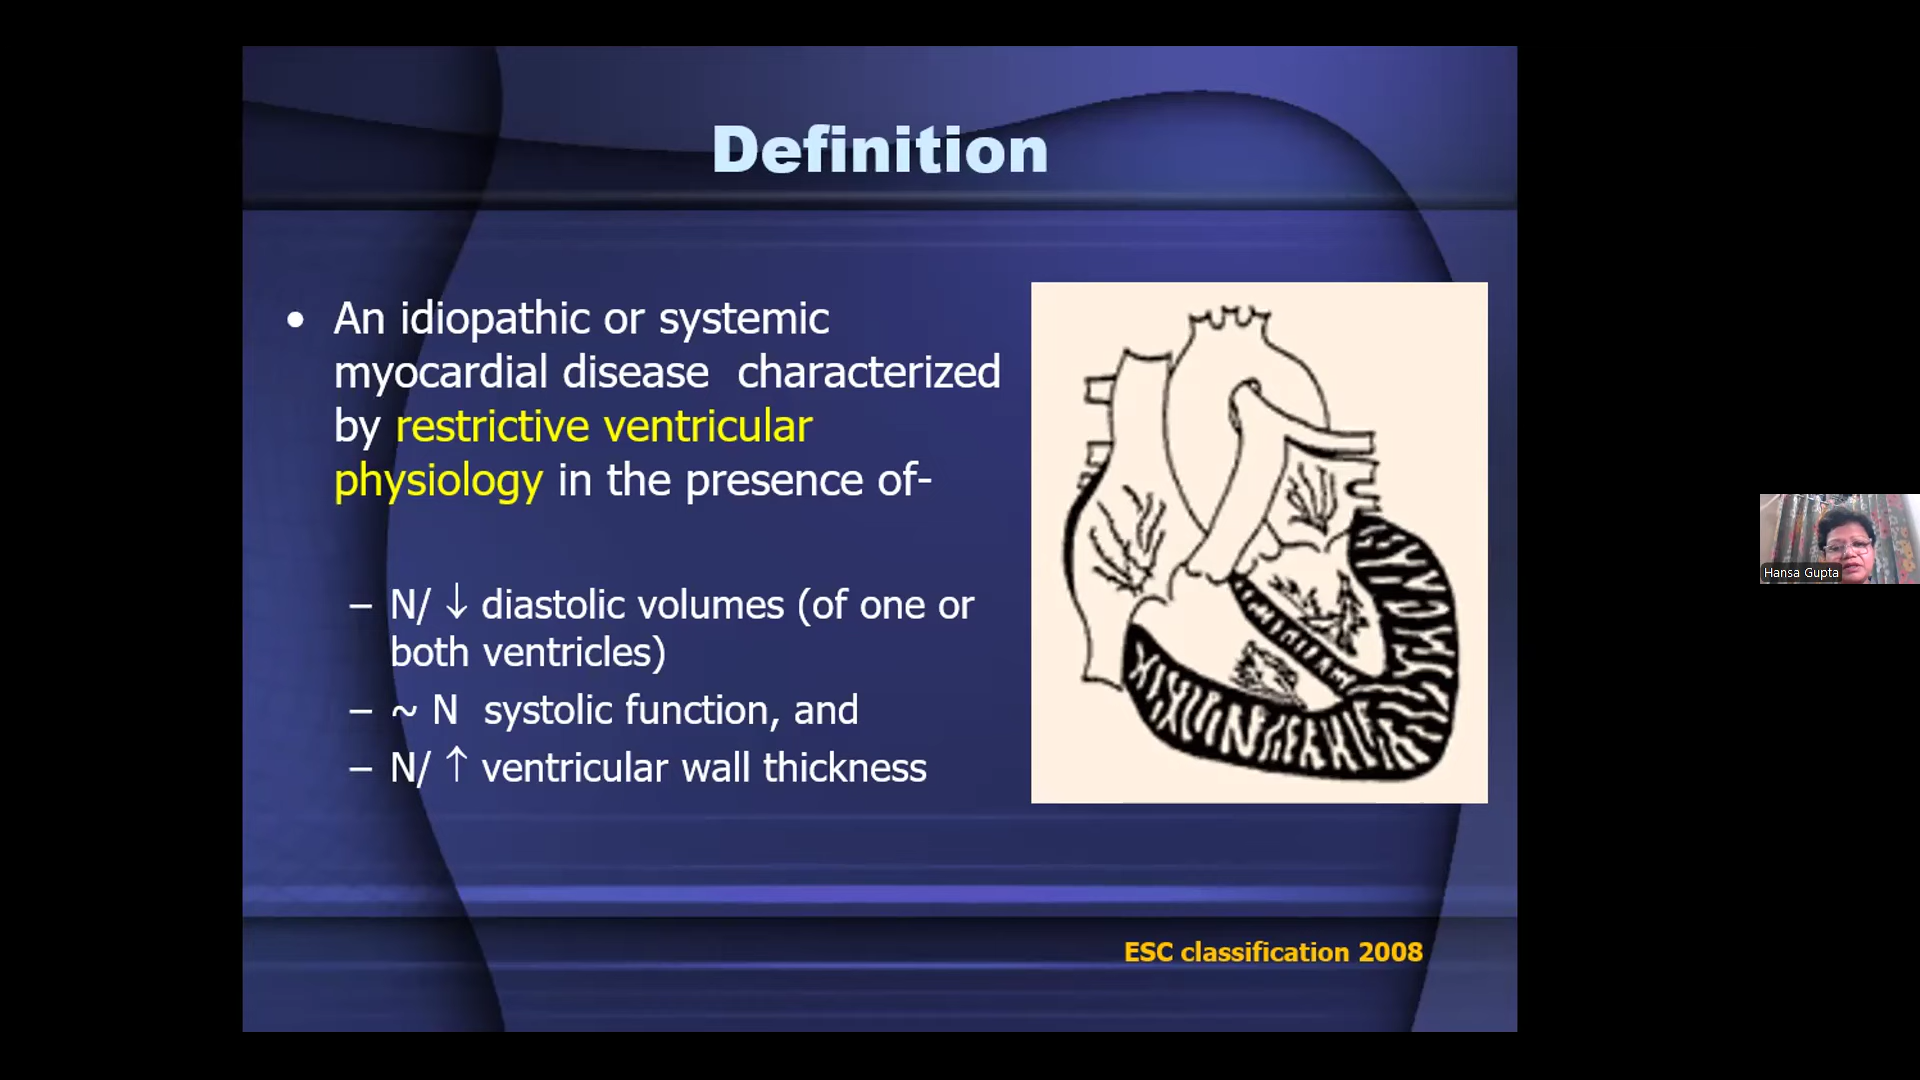 Definition
• An idiopathic or systemic
myocardial disease characterized
by restrictive ventricular
physiology in the presence of-
– N/ ↓ diastolic volumes (of one or
both ventricles)
– ~ N systolic function, and
– N/ ↑ ventricular wall thickness
ESC classification 2008
Hansa Gupta